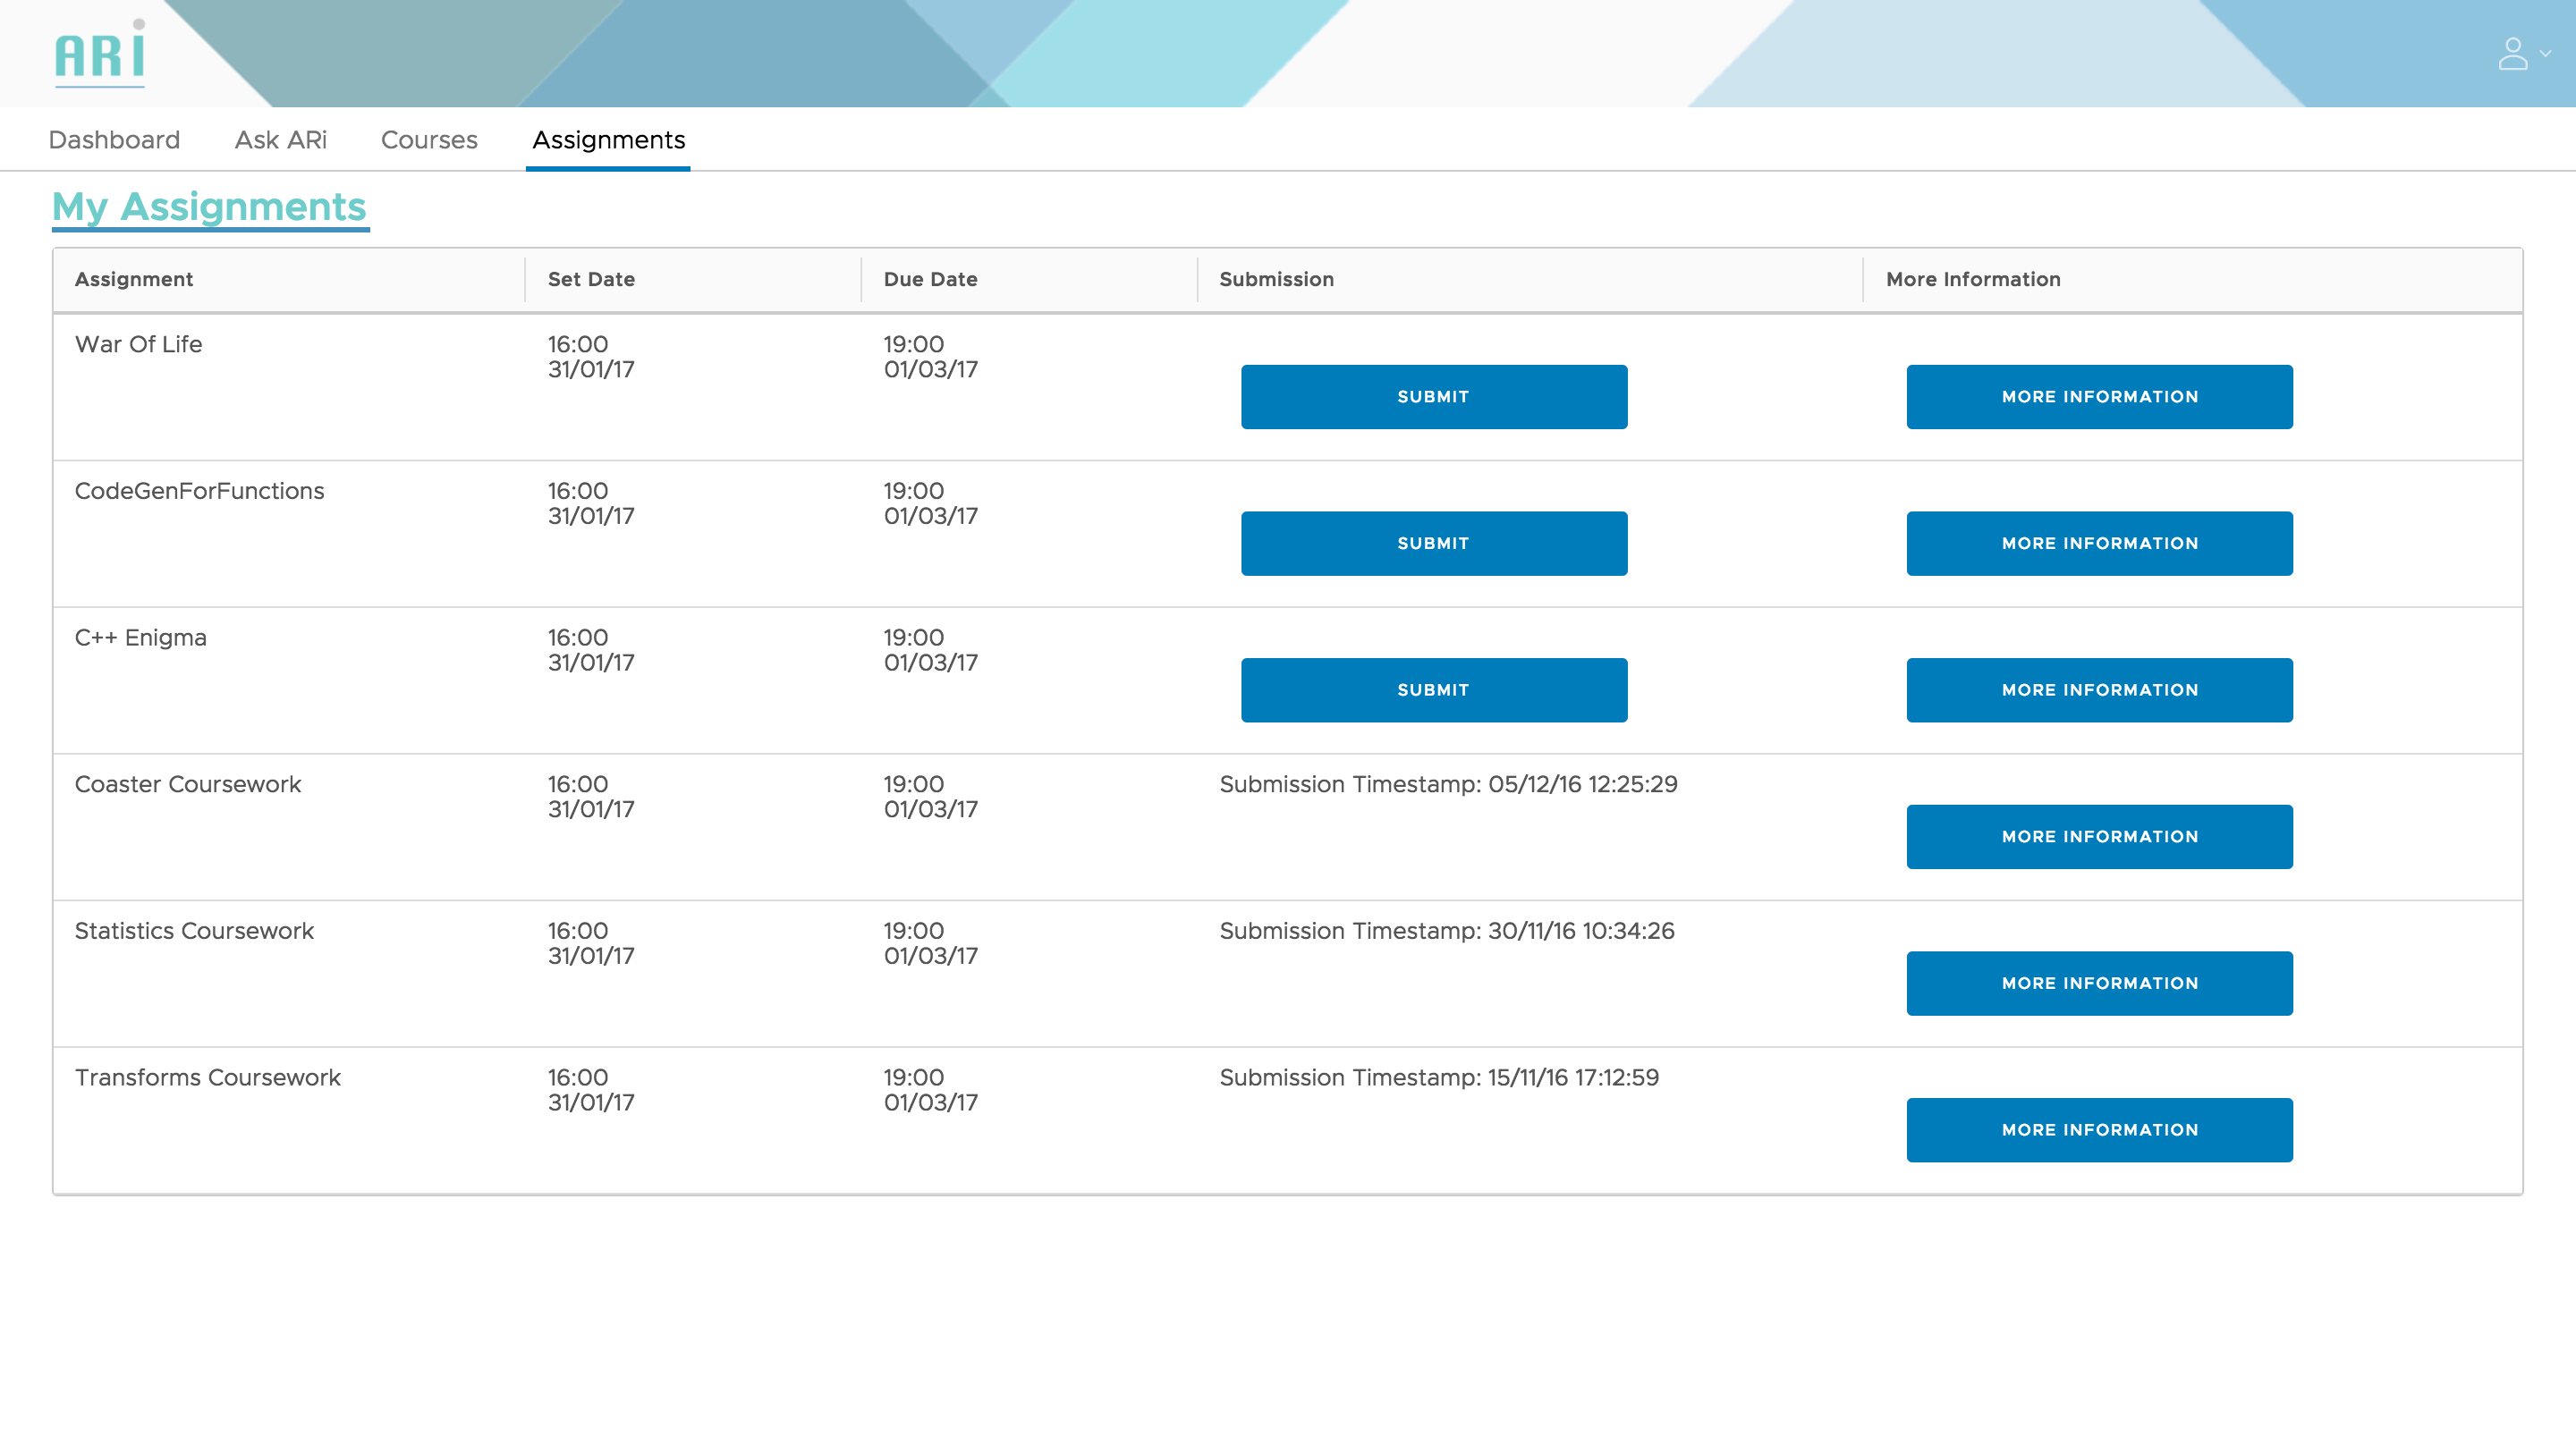 ARi
Dashboard Ask ARi Courses Assignments
My Assignments
Assignment Set Date Due Date Submission More Information
War Of Life 16:00 19:00
31/01/17 01/03/17
SUBMIT MORE INFORMATION
CodeGenForFunctions 16:00 19:00
31/01/17 01/03/17
SUBMIT MORE INFORMATION
C++ Enigma 16:00 19:00
31/01/17 01/03/17
SUBMIT MORE INFORMATION
Coaster Coursework 16:00 19:00 Submission Timestamp: 05/12/16 12:25:29
31/01/17 01/03/17
MORE INFORMATION
Statistics Coursework 16:00 19:00 Submission Timestamp: 30/11/16 10:34:26
31/01/17 01/03/17
MORE INFORMATION
Transforms Coursework 16:00 19:00 Submission Timestamp: 15/11/16 17:12:59
31/01/17 01/03/17
MORE INFORMATION